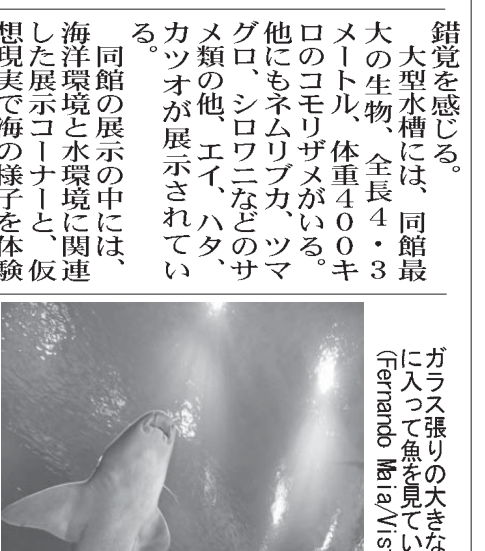 錯覚を感じる。
　大型水槽には、同館最
大の生物、全長４・３
メートル、体重４００キ
ロのコモリザメがいる。
他にもネムリブカ、ツマ
グロ、シロワニなどのサ
メ類の他、エイ、ハタ、
カツオが展示されてい
る。
　同館の展示の中には、
海洋環境と水環境に関連
した展示コーナーと、仮
想現実で海の様子を体験
ガラス張りの大きな
に入って魚を見てい
(Fernando Maia/Vis